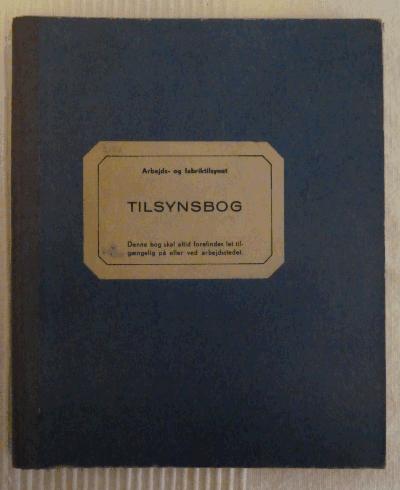 Arbejds- og fabriktilsynet
TILSYNSBOG
Denne bog skal altid forefindes let til-
gængelig på eller ved arbejdsstedet.